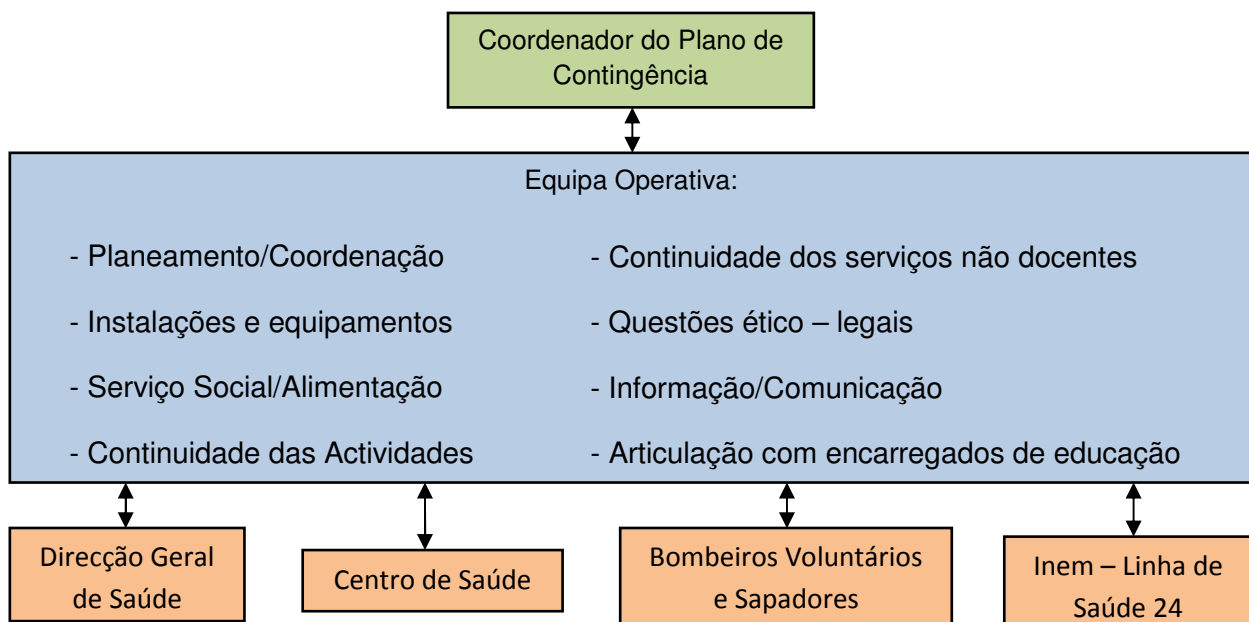 Coordenador do Plano de
Contingência
Equipa Operativa:
- Planeamento/Coordenação
- Continuidade dos serviços não docentes
- Instalações e equipamentos
- Questões ético – legais
- Serviço Social/Alimentação
- Informação/Comunicação
- Continuidade das Actividades
- Articulação com encarregados de educação
Direcção Geral
de Saúde
Centro de Saúde
Bombeiros Voluntários
e Sapadores
Inem – Linha de
Saúde 24